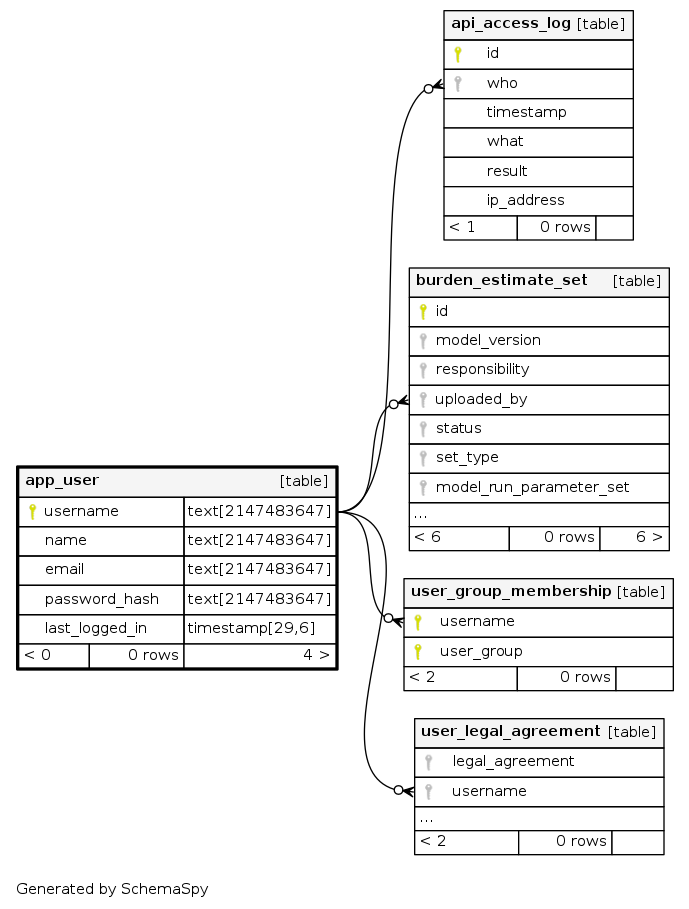 api_access_log [table]
id
who
timestamp
what
result
ip_address
< 1 0 rows
burden_estimate_set [table]
id
model_version
responsibility
uploaded_by
status
set_type
model_run_parameter_set
...
< 6 0 rows 6 >
app_user [table]
username text[2147483647]
name text[2147483647]
email text[2147483647]
password_hash text[2147483647]
last_logged_in timestamp[29,6]
< 0 0 rows 4 >
user_group_membership [table]
username
user_group
< 2 0 rows
user_legal_agreement [table]
legal_agreement
username
...
< 2 0 rows
Generated by SchemaSpy